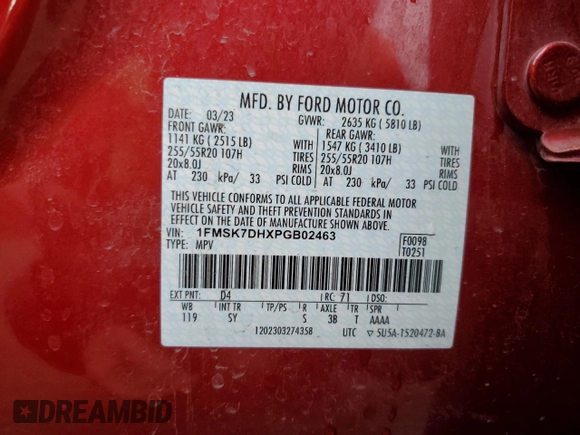 MFD. BY FORD MOTOR CO.
DATE: 03/23 GVWR: 2635 KG ( 5810 LB)
FRONT GAWR: REAR GAWR:
1141 KG ( 2515 LB) WITH 1547 KG ( 3410 LB) WITH
255/55R20 107H TIRES 255/55R20 107H TIRES
20x8.0J RIMS 20x8.0J RIMS
AT 230 kPa/ 33 PSI COLD AT 230 kPa/ 33 PSI COLD
THIS VEHICLE CONFORMS TO ALL APPLICABLE FEDERAL MOTOR
VEHICLE SAFETY AND THEFT PREVENTION STANDARDS IN
EFFECT ON THE DATE OF MANUFACTURE SHOWN ABOVE.
VIN: 1FMSK7DHXPGB02463 F0098
TYPE: MPV T0251
EXT PNT: D4 RC: 71 DSO:
WB INT TR TP/PS R AXLE TR SPR
119 SY S 3B T AAAA
1202303274358 UTC ▽ 5U5A-1520472-BA
DREAMBID